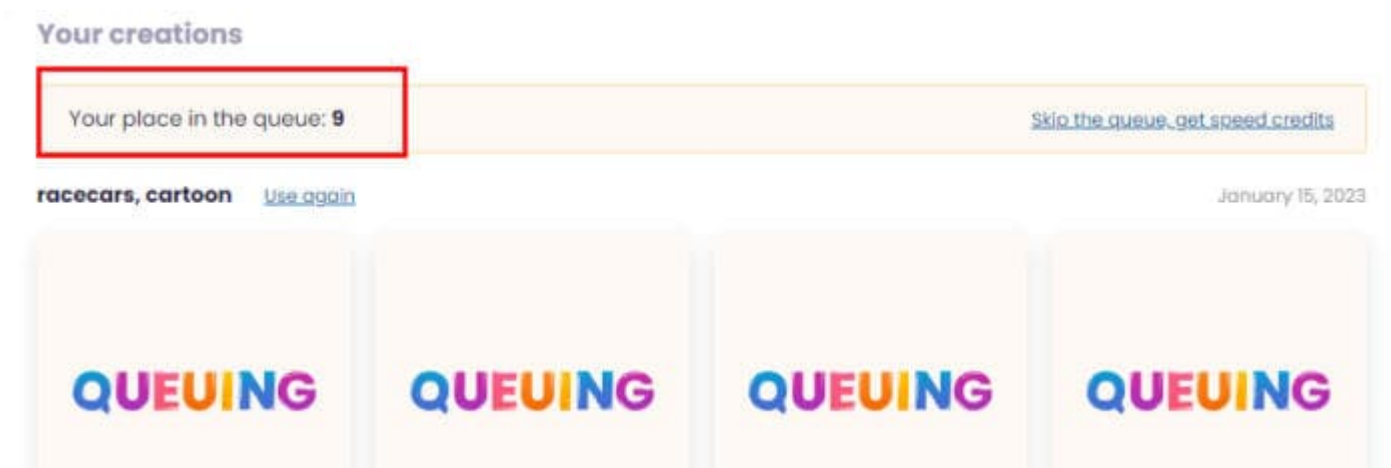 Your creations
Your place in the queue: 9 Skip the queue, get speed credits
racecars, cartoon Use again January 15, 2023
QUEUING QUEUING QUEUING QUEUING